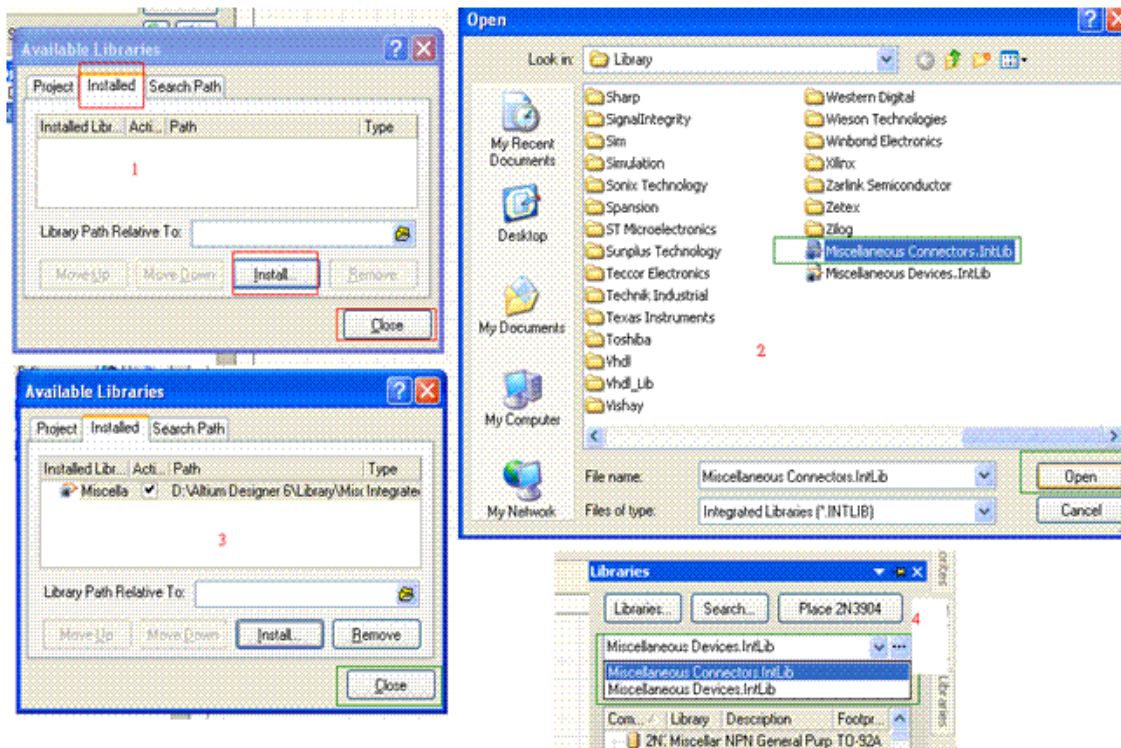 Available Libraries
Project Installed Search Path
Installed Libr... Acti... Path Type
1
Library Path Relative To:
Move Up Move Down Install... Remove
Close
Open
Look in: Library
My Recent Documents
Desktop
My Documents
My Computer
My Network
Sharp
SignalIntegrity
Sim
Simulation
Sonix Technology
Spansion
ST Microelectronics
Sunplus Technology
Teccor Electronics
Technik Industrial
Texas Instruments
Toshiba
Vhdl
Vhdl_Lib
Vishay
Western Digital
Wieson Technologies
Winbond Electronics
Xilinx
Zarlink Semiconductor
Zetex
Zilog
Miscellaneous Connectors.IntLib
Miscellaneous Devices.IntLib
2
File name: Miscellaneous Connectors.IntLib Open
Files of type: Integrated Libraries (*.INTLIB) Cancel
Available Libraries
Project Installed Search Path
Installed Libr... Acti... Path Type
Miscella D:\Altium Designer 6\Library\Misc Integrated
3
Library Path Relative To:
Move Up Move Down Install... Remove
Close
Libraries
Libraries... Search... Place 2N3904
4
Miscellaneous Devices.IntLib ...
Miscellaneous Connectors.IntLib
Miscellaneous Devices.IntLib
Com... Library Description Footpr...
2N: Miscellar NPN General Purp TO-92A
Libraries